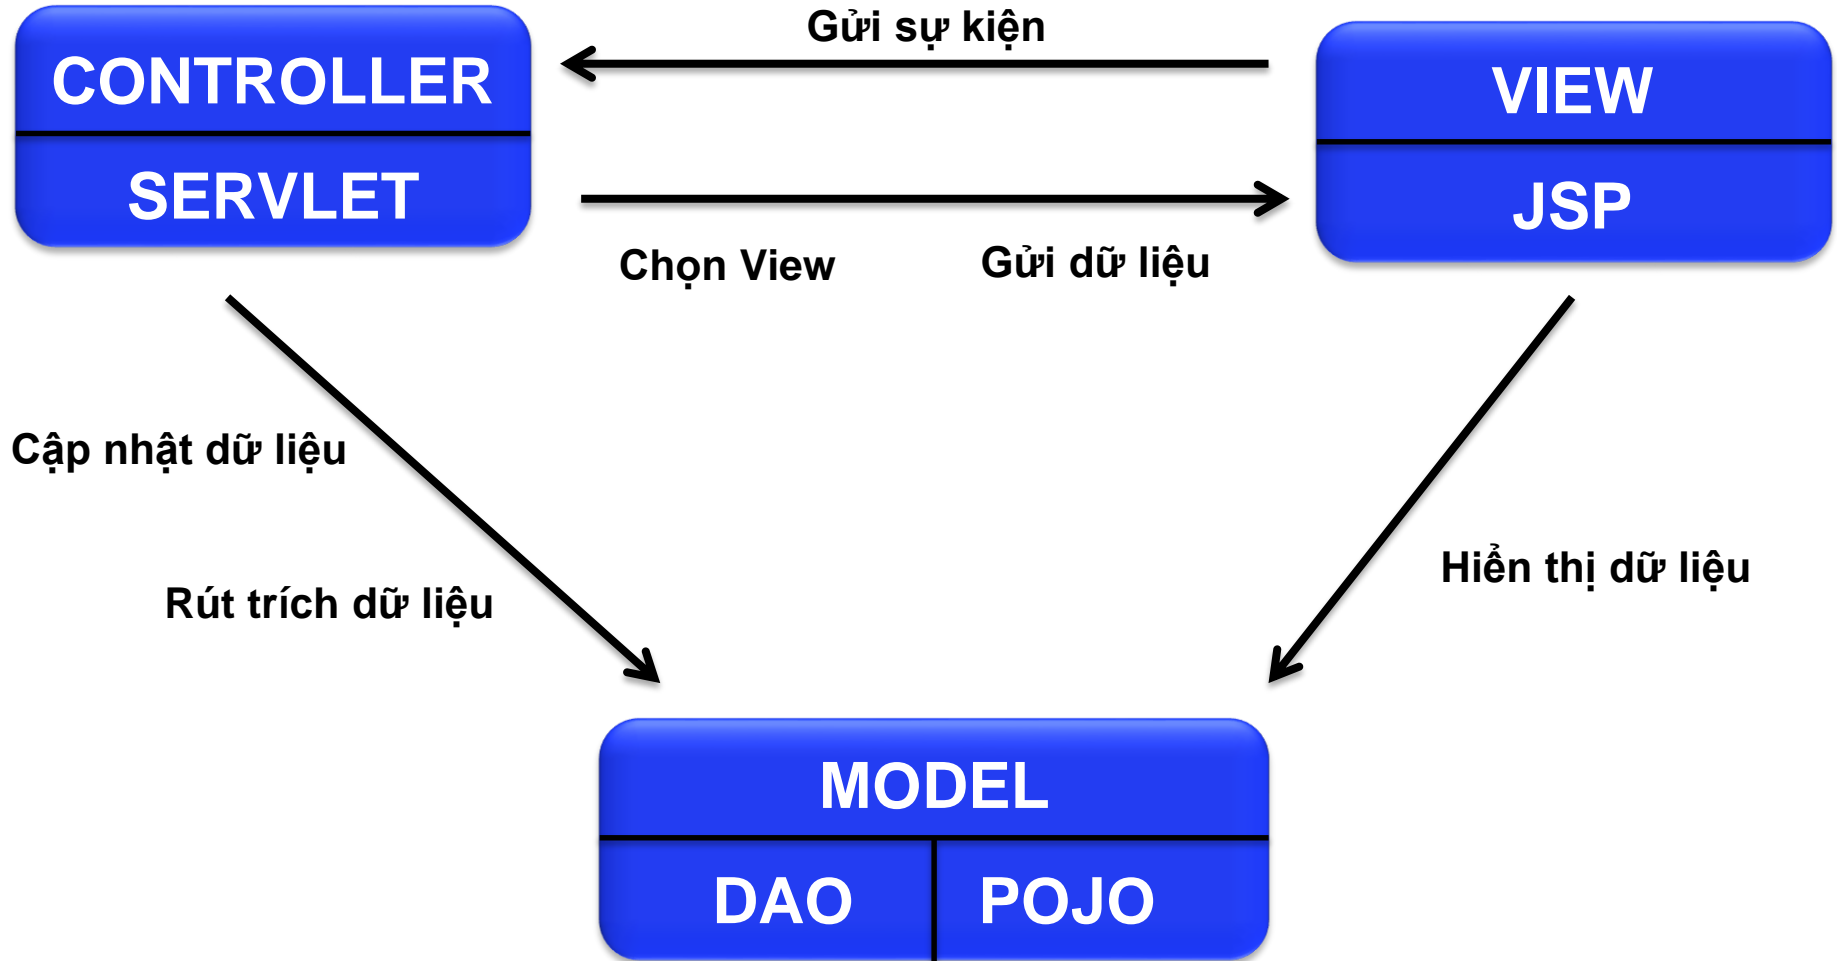 Gửi sự kiện
CONTROLLER
VIEW
SERVLET
JSP
Chọn View
Gửi dữ liệu
Cập nhật dữ liệu
Hiển thị dữ liệu
Rút trích dữ liệu
MODEL
DAO
POJO